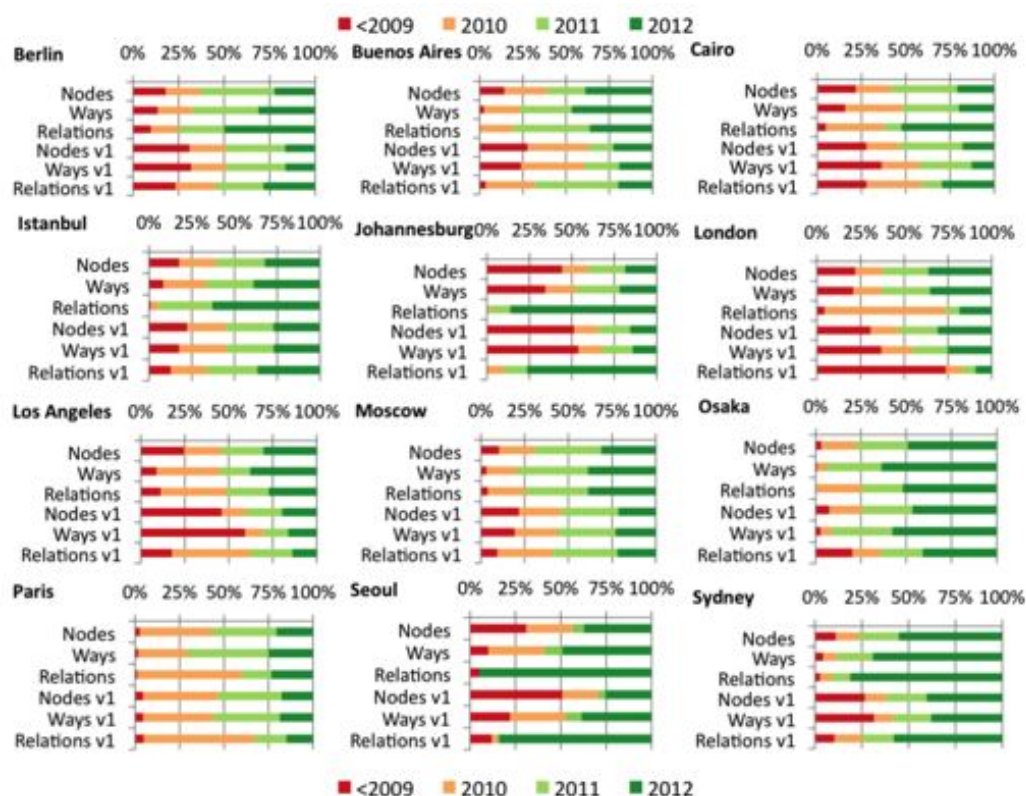 <2009 2010 2011 2012
Berlin 0% 25% 50% 75% 100%
Nodes
Ways
Relations
Nodes v1
Ways v1
Relations v1
Buenos Aires 0% 25% 50% 75% 100%
Nodes
Ways
Relations
Nodes v1
Ways v1
Relations v1
Cairo 0% 25% 50% 75% 100%
Nodes
Ways
Relations
Nodes v1
Ways v1
Relations v1
Istanbul 0% 25% 50% 75% 100%
Nodes
Ways
Relations
Nodes v1
Ways v1
Relations v1
Johannesburg 0% 25% 50% 75% 100%
Nodes
Ways
Relations
Nodes v1
Ways v1
Relations v1
London 0% 25% 50% 75% 100%
Nodes
Ways
Relations
Nodes v1
Ways v1
Relations v1
Los Angeles 0% 25% 50% 75% 100%
Nodes
Ways
Relations
Nodes v1
Ways v1
Relations v1
Moscow 0% 25% 50% 75% 100%
Nodes
Ways
Relations
Nodes v1
Ways v1
Relations v1
Osaka 0% 25% 50% 75% 100%
Nodes
Ways
Relations
Nodes v1
Ways v1
Relations v1
Paris 0% 25% 50% 75% 100%
Nodes
Ways
Relations
Nodes v1
Ways v1
Relations v1
Seoul 0% 25% 50% 75% 100%
Nodes
Ways
Relations
Nodes v1
Ways v1
Relations v1
Sydney 0% 25% 50% 75% 100%
Nodes
Ways
Relations
Nodes v1
Ways v1
Relations v1
<2009 2010 2011 2012